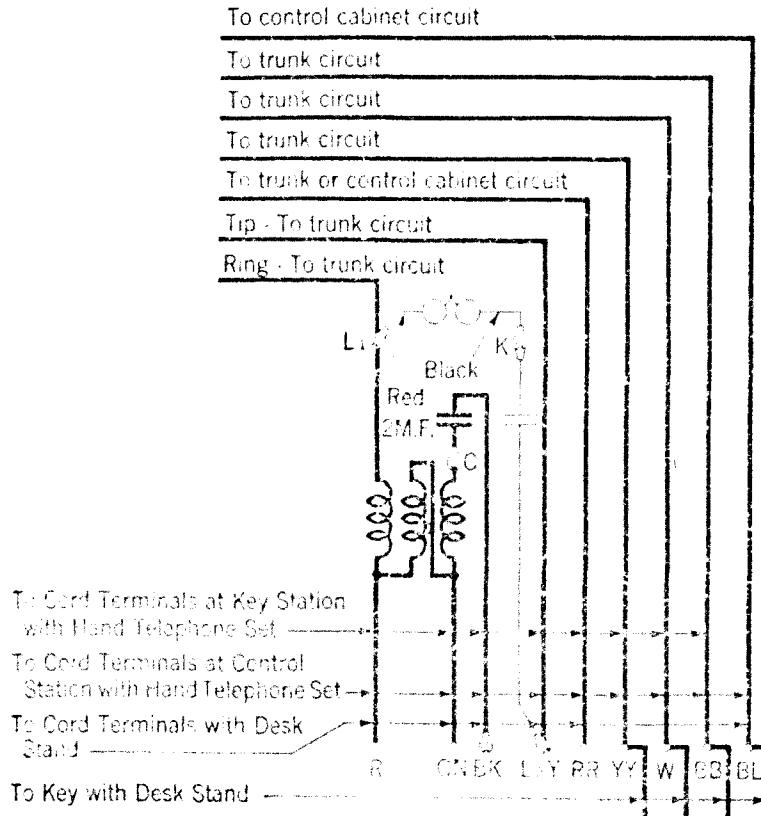 To control cabinet circuit
To trunk circuit
To trunk circuit
To trunk circuit
To trunk or control cabinet circuit
Tip - To trunk circuit
Ring - To trunk circuit
L1
K
Black
Red
2M.F.
C
To Cord Terminals at Key Station
with Hand Telephone Set
To Cord Terminals at Control
Station with Hand Telephone Set
To Cord Terminals with Desk
Stand
R GN BK Y RR YY W BB BL
To Key with Desk Stand